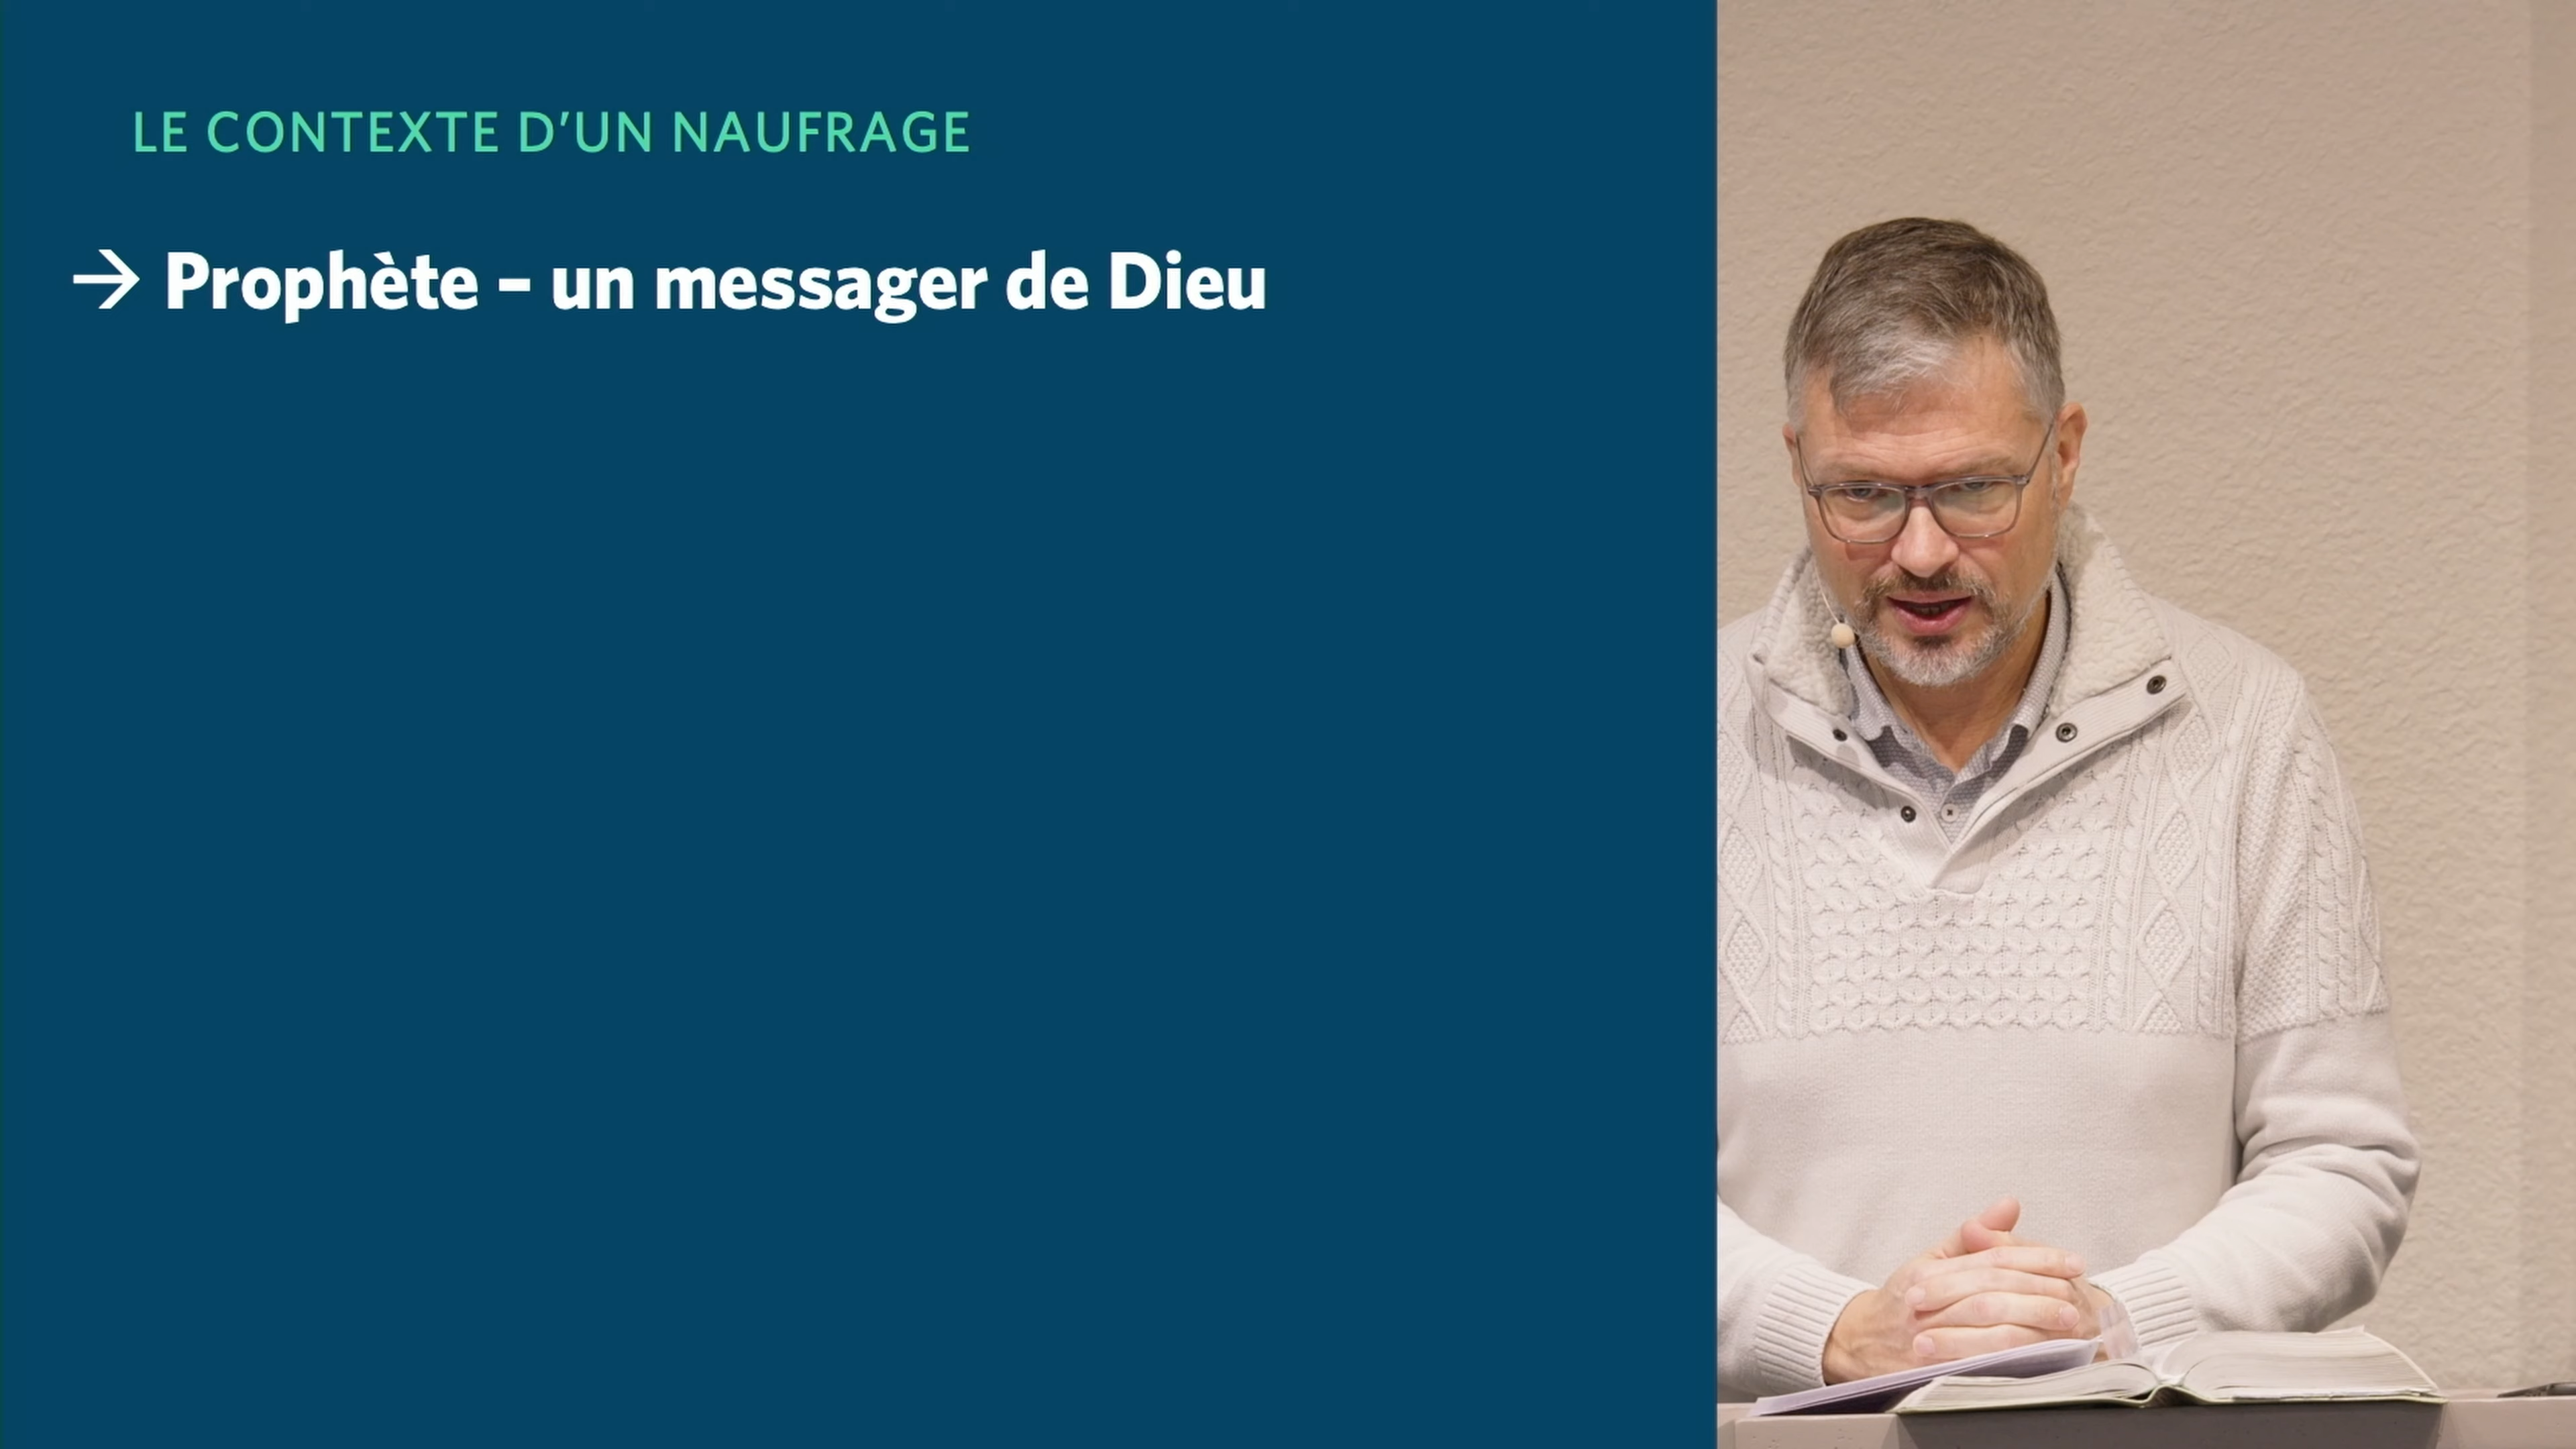 LE CONTEXTE D’UN NAUFRAGE
→ Prophète – un messager de Dieu